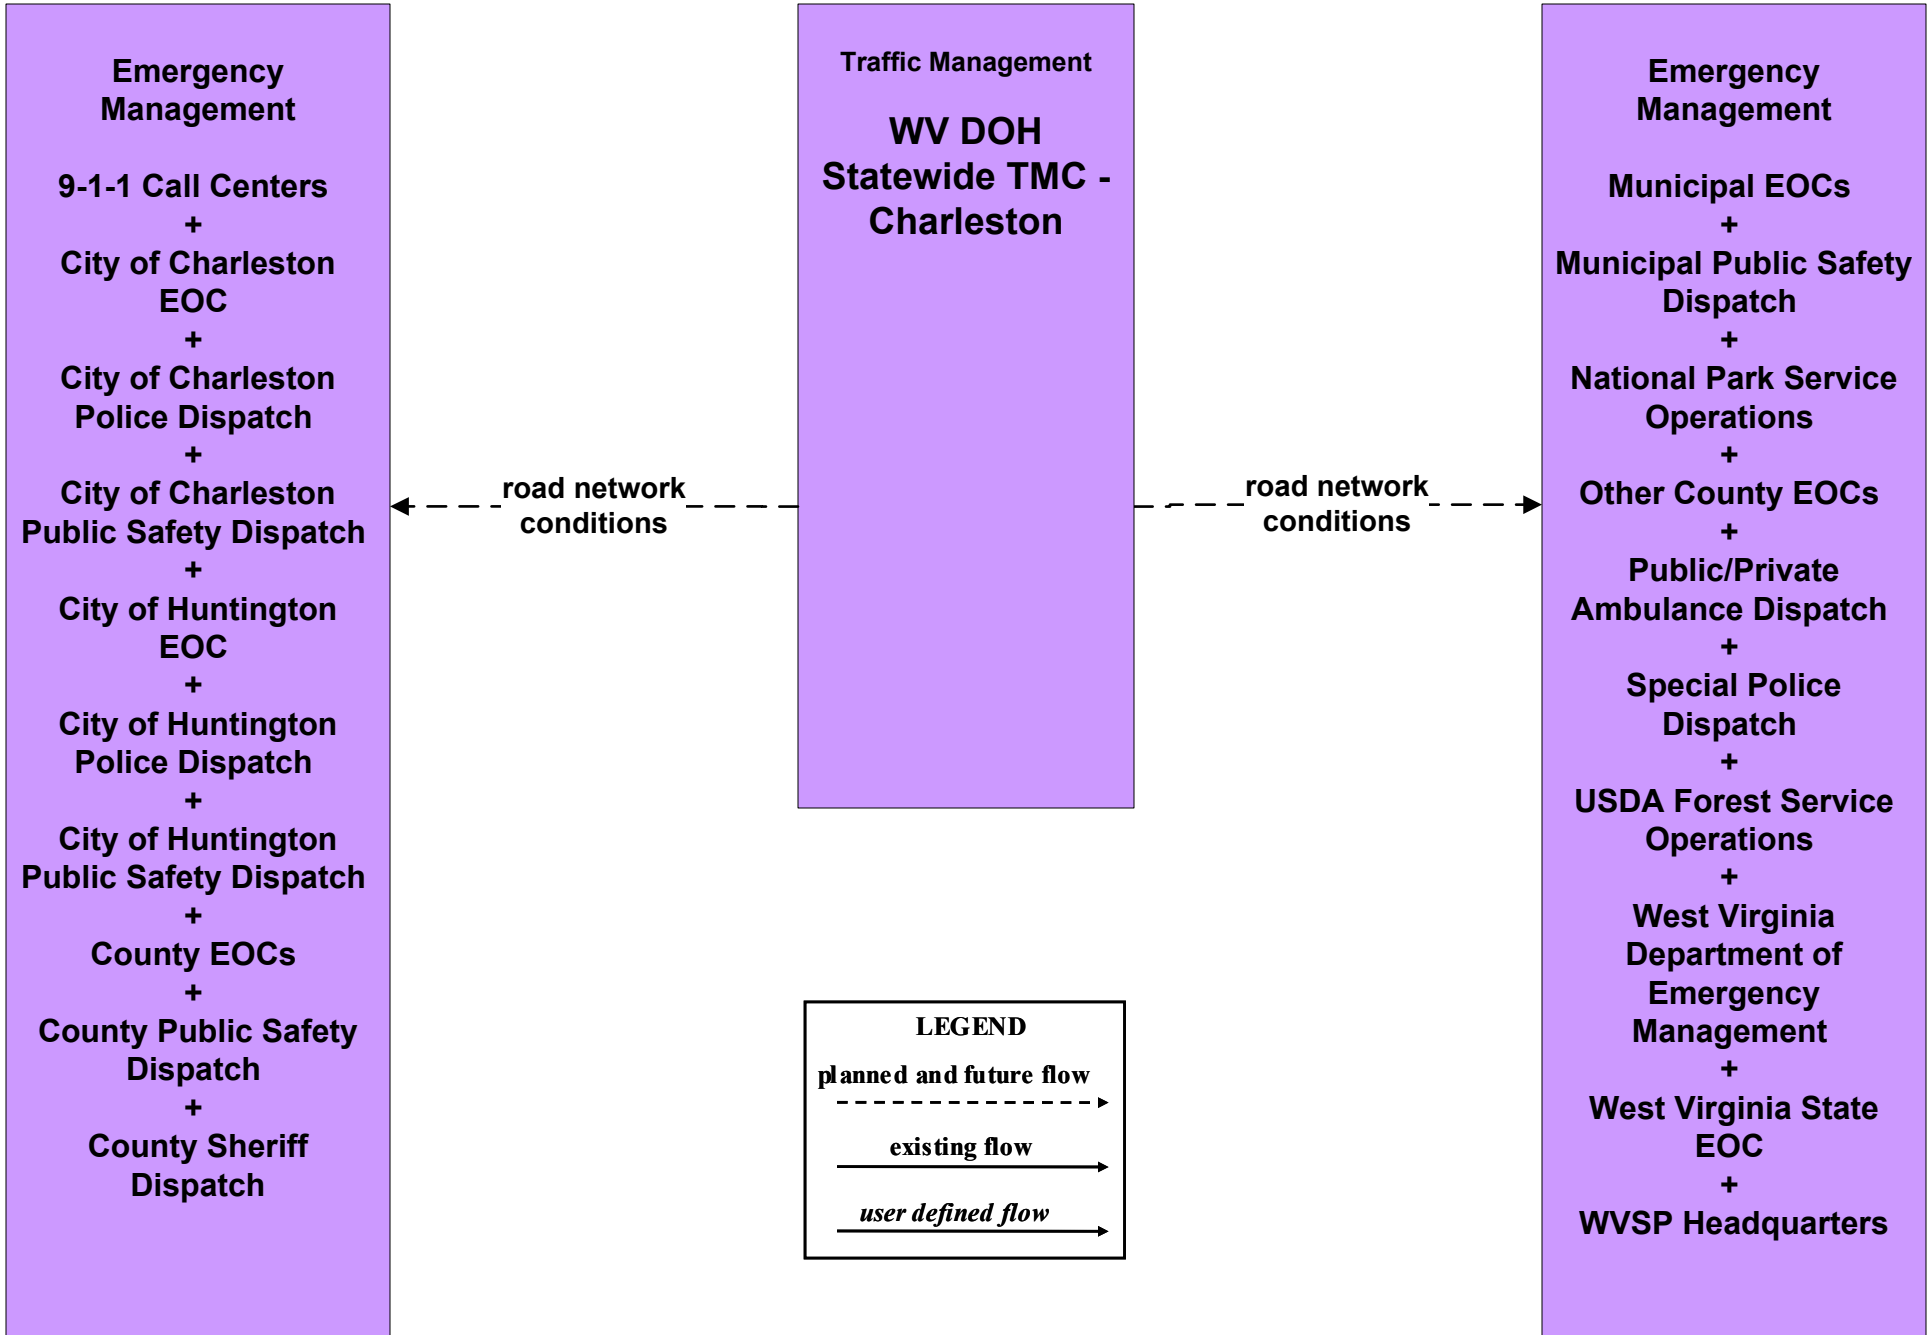 Emergency
Management
9-1-1 Call Centers
+
City of Charleston
EOC
+
City of Charleston
Police Dispatch
+
City of Charleston
Public Safety Dispatch
+
City of Huntington
EOC
+
City of Huntington
Police Dispatch
+
City of Huntington
Public Safety Dispatch
+
County EOCs
+
County Public Safety
Dispatch
+
County Sheriff
Dispatch
road network
conditions
Traffic Management
WV DOH
Statewide TMC -
Charleston
road network
conditions
Emergency
Management
Municipal EOCs
+
Municipal Public Safety
Dispatch
+
National Park Service
Operations
+
Other County EOCs
+
Public/Private
Ambulance Dispatch
+
Special Police
Dispatch
+
USDA Forest Service
Operations
+
West Virginia
Department of
Emergency
Management
+
West Virginia State
EOC
+
WVSP Headquarters
LEGEND
planned and future flow
existing flow
user defined flow